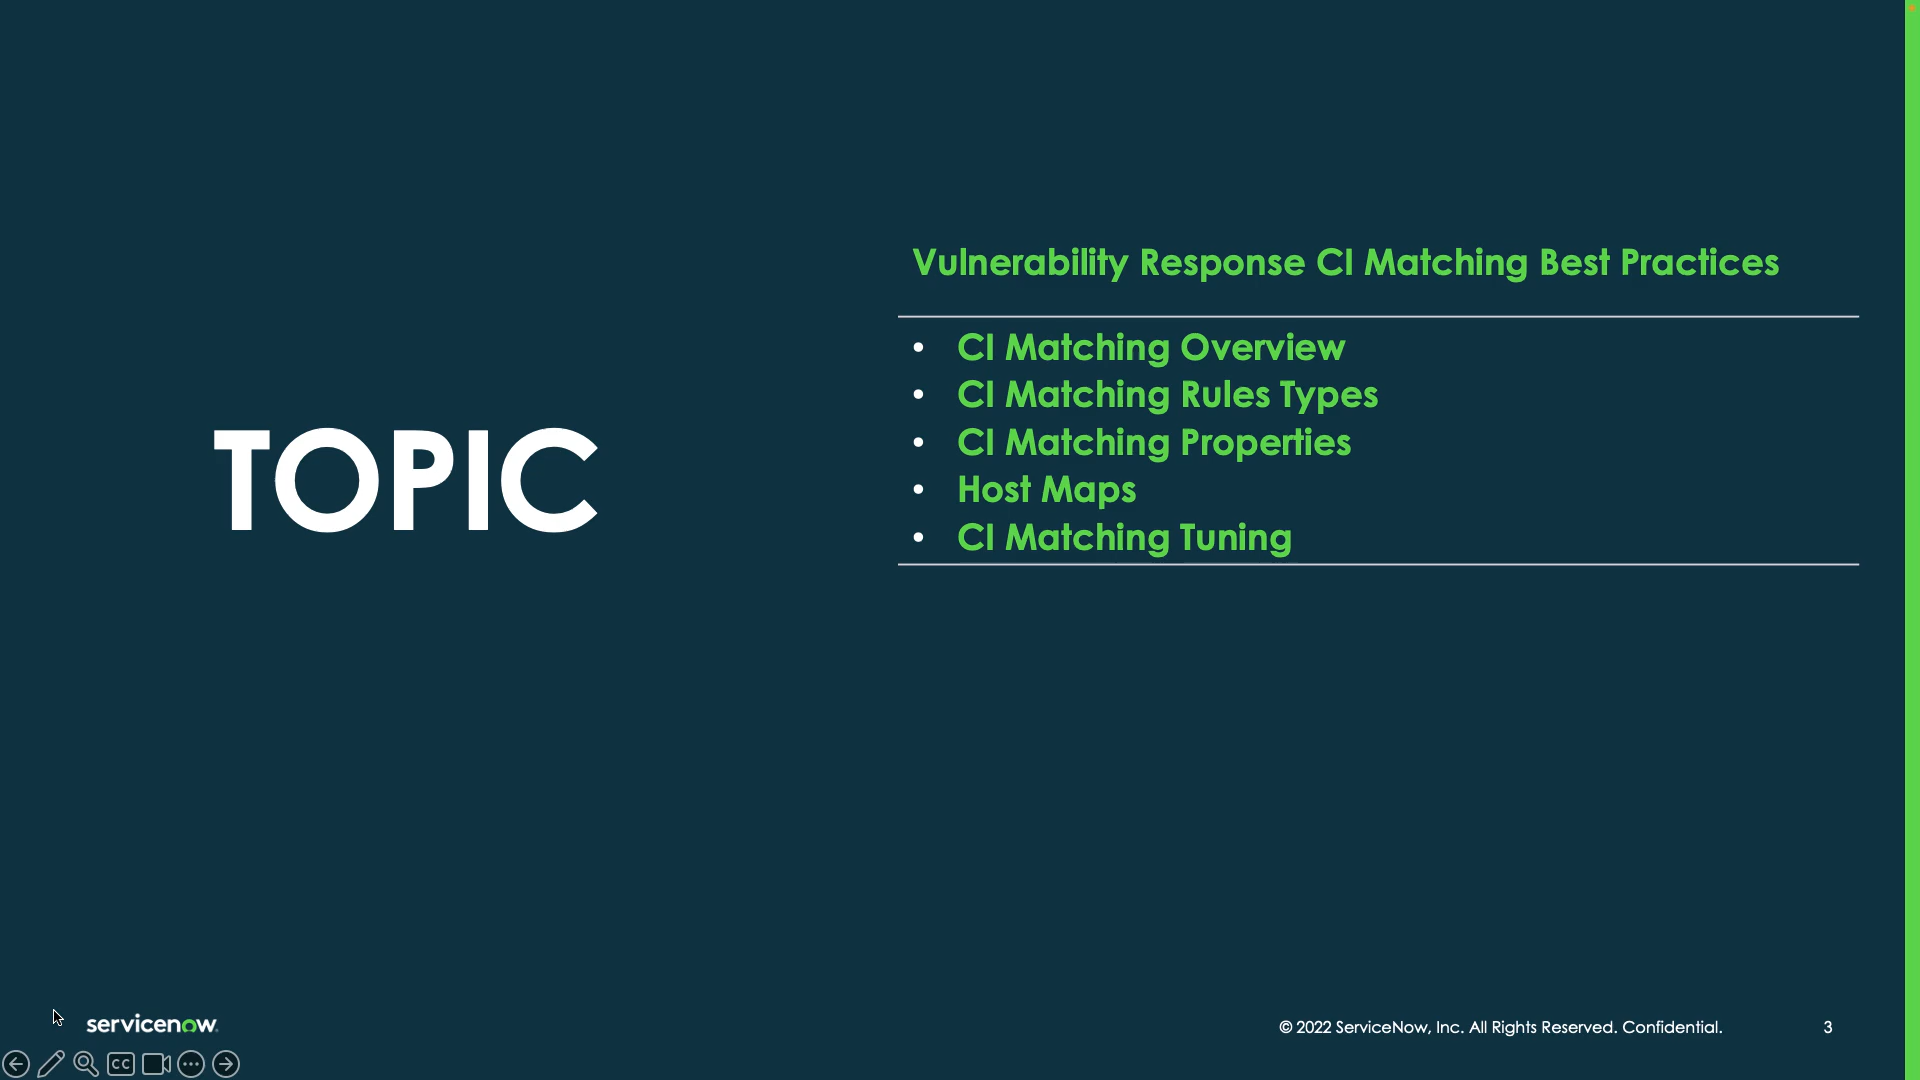 TOPIC
Vulnerability Response CI Matching Best Practices
• CI Matching Overview
• CI Matching Rules Types
• CI Matching Properties
• Host Maps
• CI Matching Tuning
servicenow
© 2022 ServiceNow, Inc. All Rights Reserved. Confidential.
3
CC